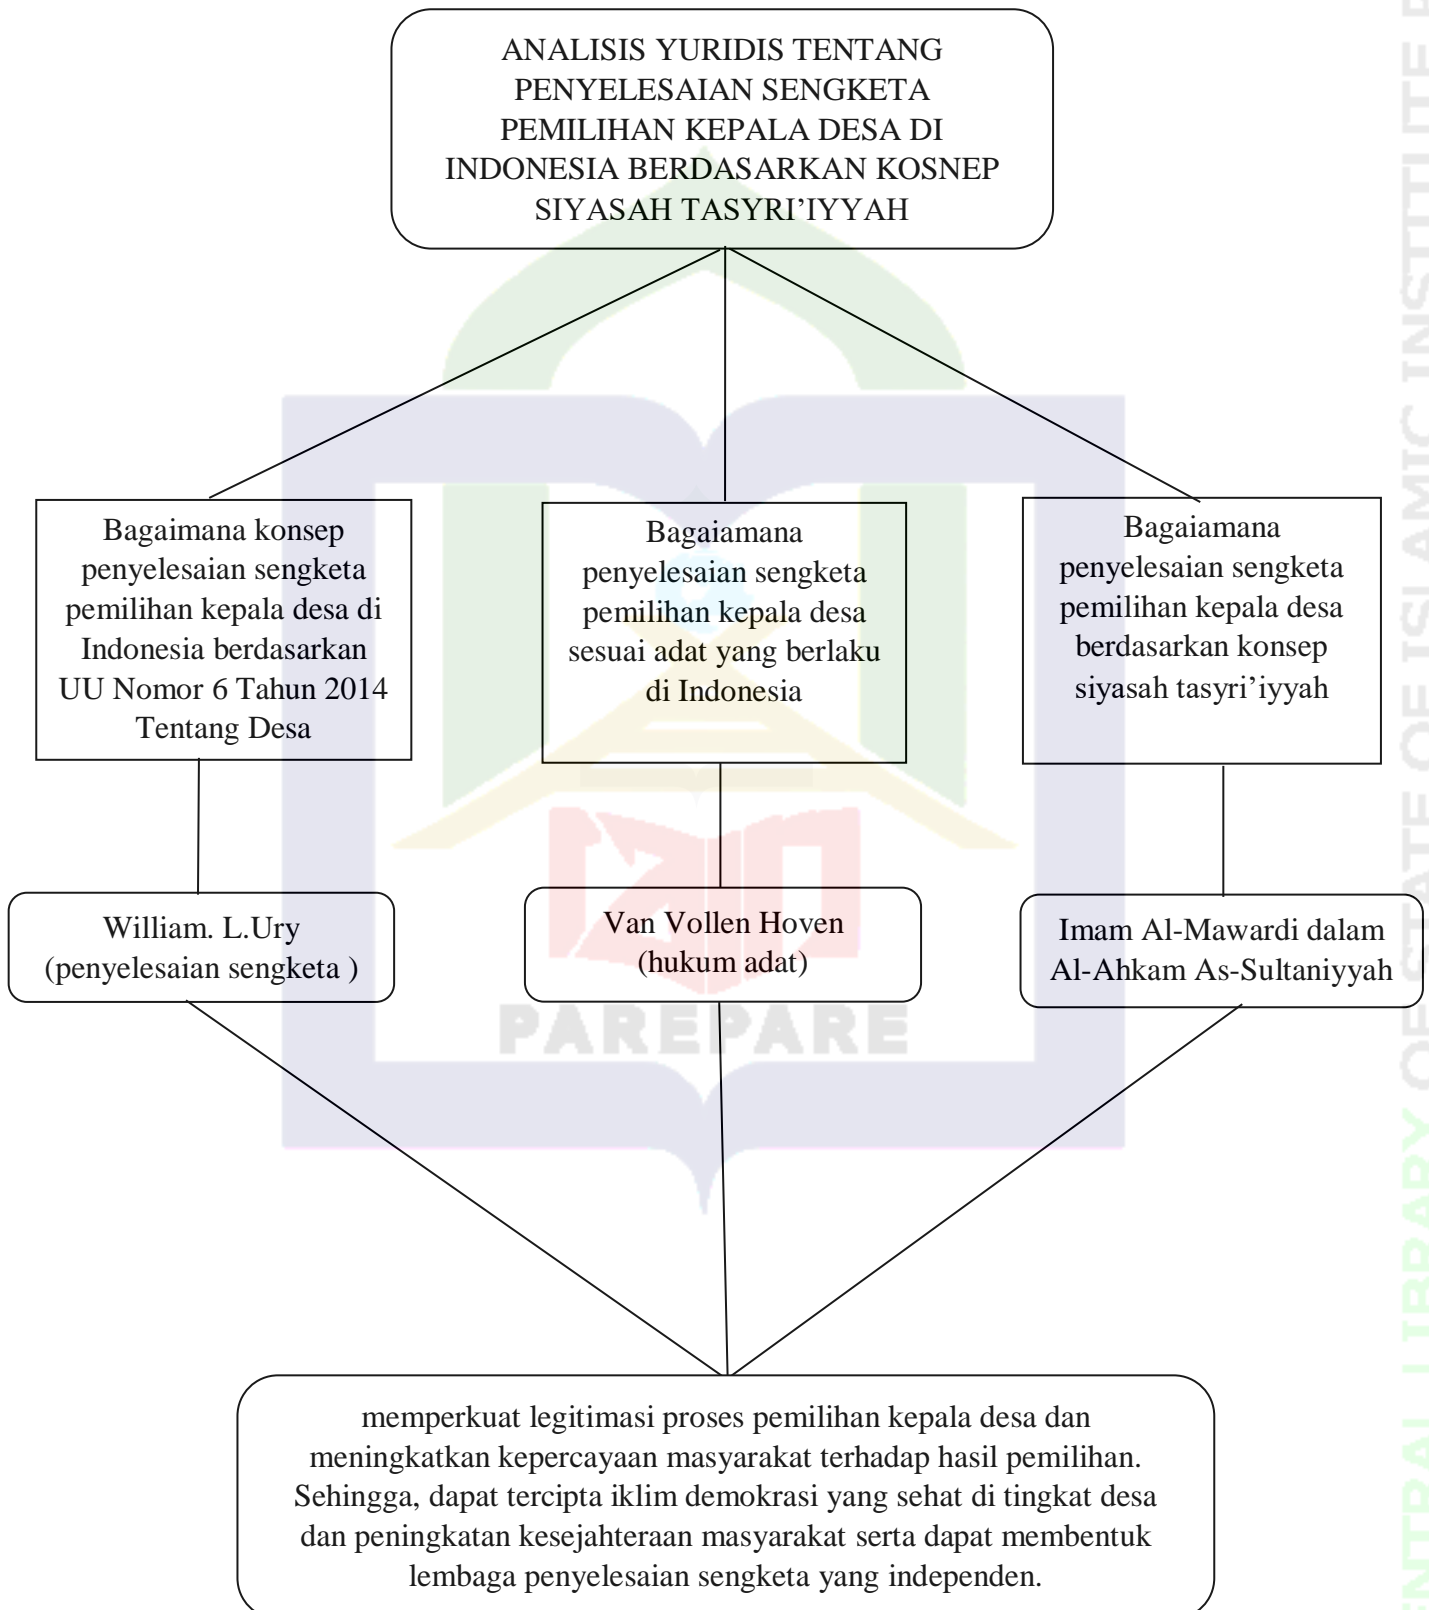 ANALISIS YURIDIS TENTANG
PENYELESAIAN SENGKETA
PEMILIHAN KEPALA DESA DI
INDONESIA BERDASARKAN KOSNEP
SIYASAH TASYRI’IYYAH
Bagaimana konsep
penyelesaian sengketa
pemilihan kepala desa di
Indonesia berdasarkan
UU Nomor 6 Tahun 2014
Tentang Desa
Bagaiamana
penyelesaian sengketa
pemilihan kepala desa
sesuai adat yang berlaku
di Indonesia
Bagaiamana
penyelesaian sengketa
pemilihan kepala desa
berdasarkan konsep
siyasah tasyri’iyyah
William. L.Ury
(penyelesaian sengketa )
Van Vollen Hoven
(hukum adat)
Imam Al-Mawardi dalam
Al-Ahkam As-Sultaniyyah
PAREPARE
memperkuat legitimasi proses pemilihan kepala desa dan
meningkatkan kepercayaan masyarakat terhadap hasil pemilihan.
Sehingga, dapat tercipta iklim demokrasi yang sehat di tingkat desa
dan peningkatan kesejahteraan masyarakat serta dapat membentuk
lembaga penyelesaian sengketa yang independen.
LIBRARY OF STATE OF ISLAMIC